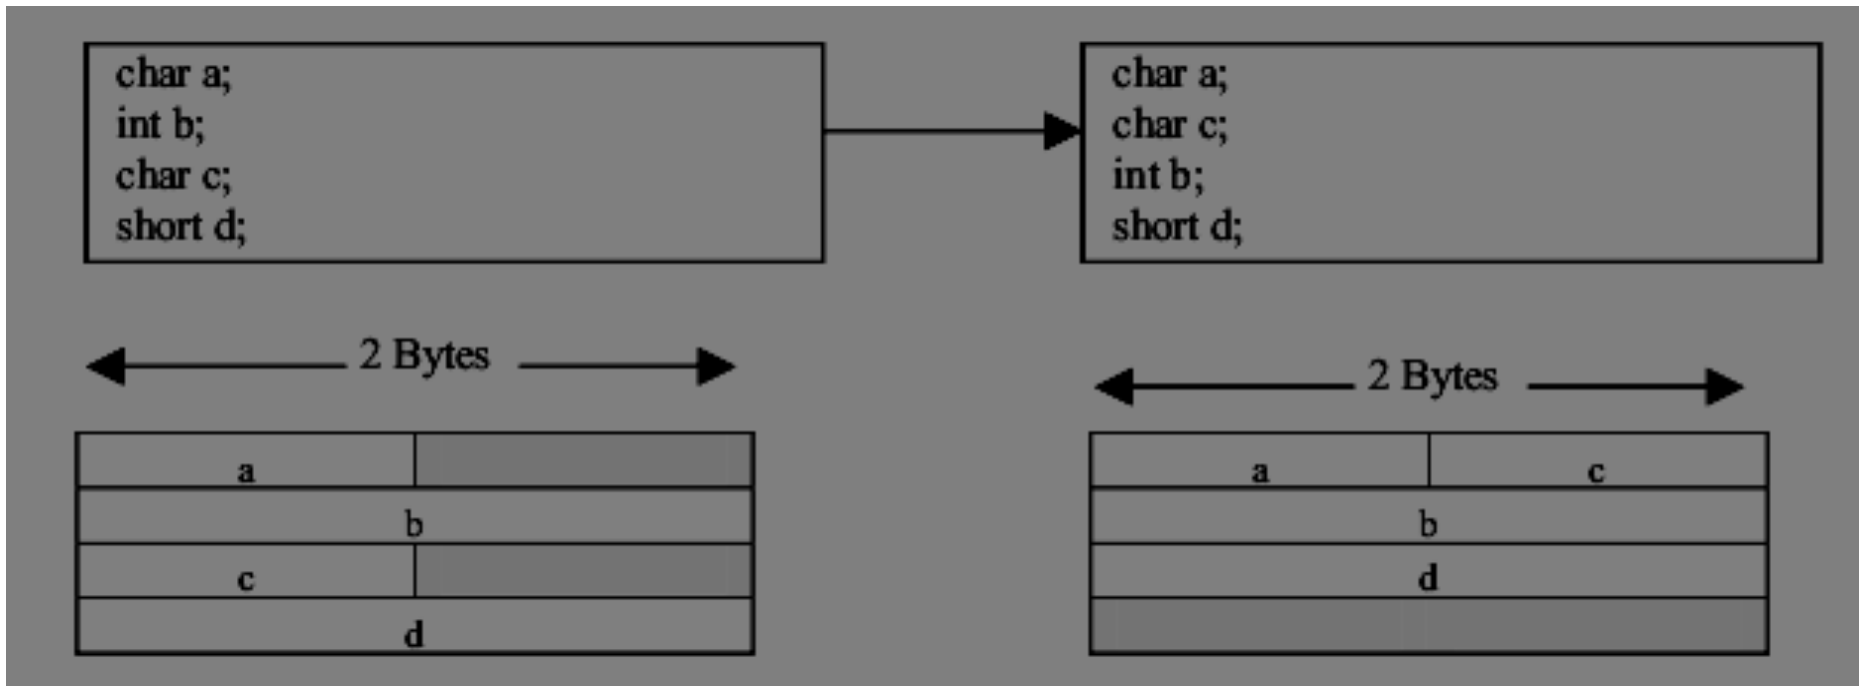 char a;
int b;
char c;
short d;
char a;
char c;
int b;
short d;
2 Bytes
a
b
c
d
2 Bytes
a c
b
d